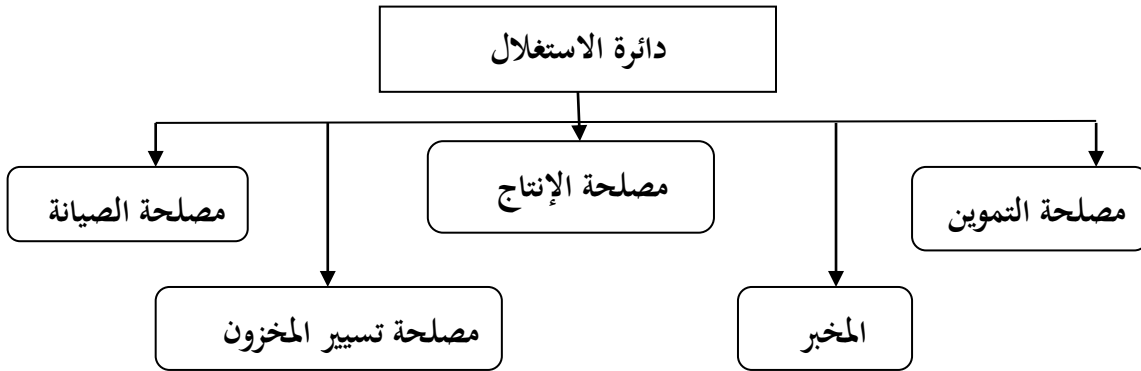 دائرة الاستغلال
مصلحة التموين
مصلحة الإنتاج
مصلحة الصيانة
المخبر
مصلحة تسيير المخزون